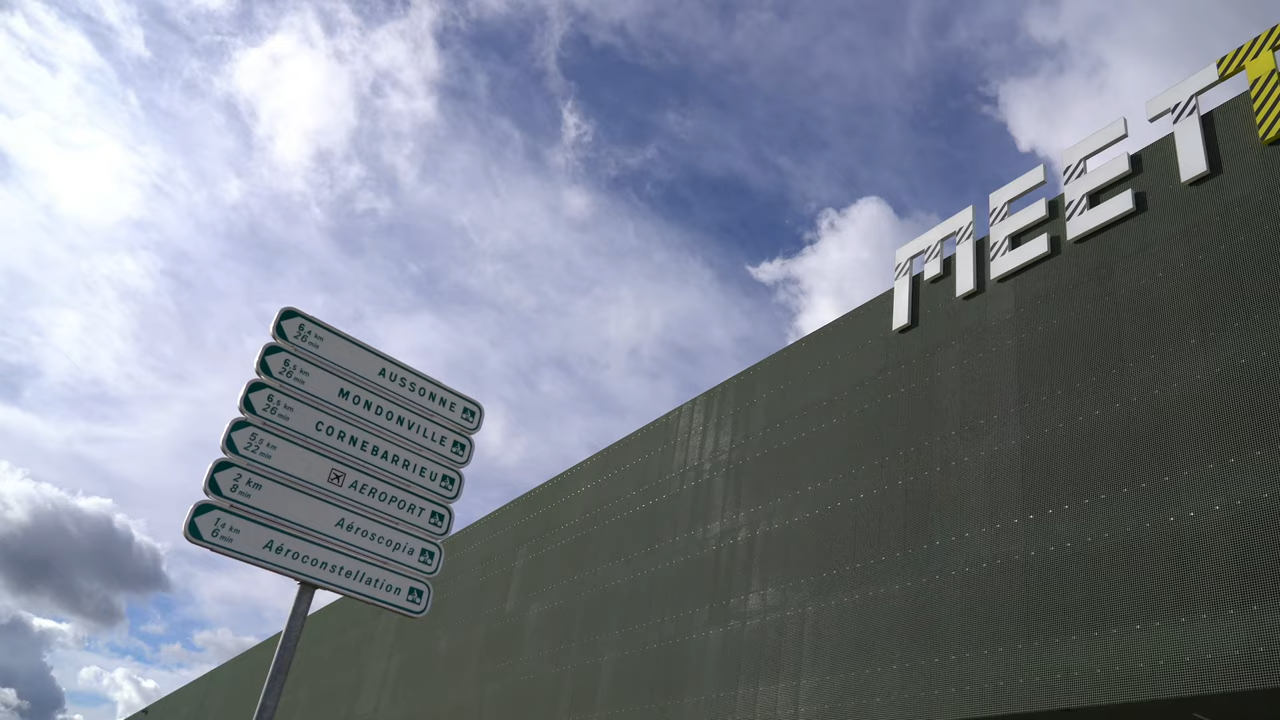 MEETT
6,4 km
26 min
AUSSONNE
6,5 km
26 min
MONDONVILLE
6,5 km
26 min
CORNEBARRIEU
5,5 km
22 min
AEROPORT
2 km
8 min
Aéroscopia
1,4 km
6 min
Aéroconstellation